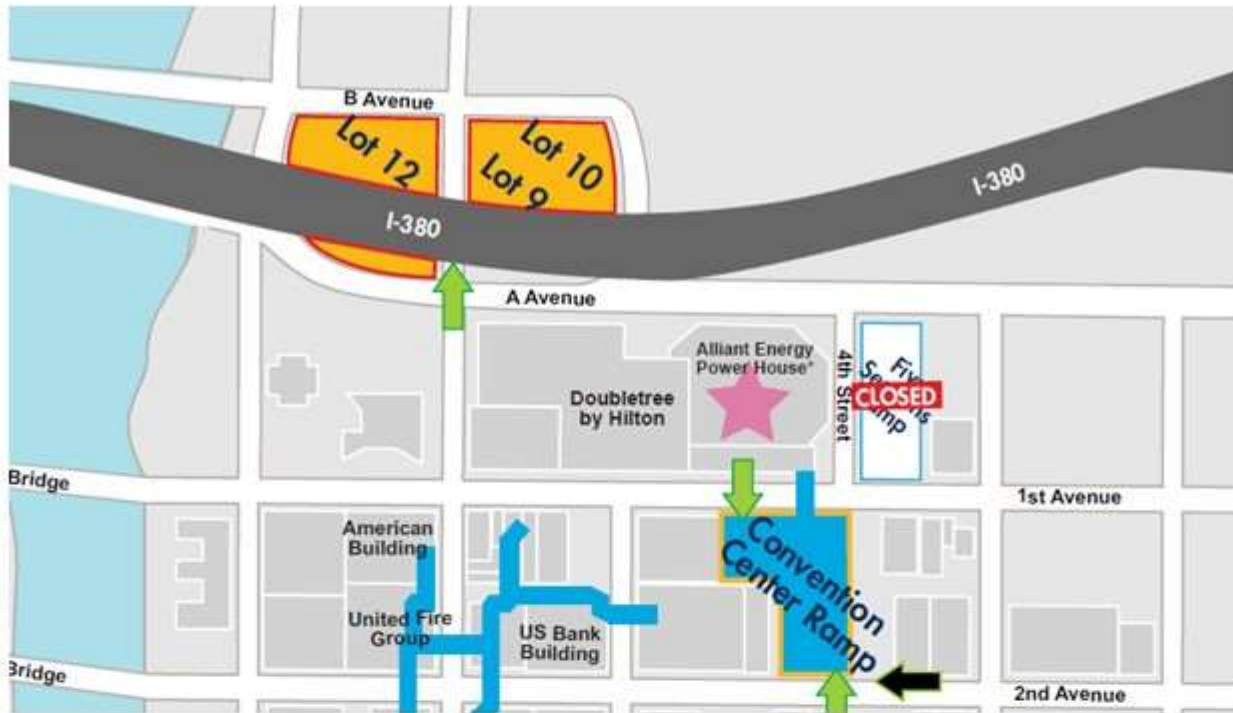 B Avenue
Lot 12
Lot 10
Lot 9
I-380
I-380
A Avenue
Alliant Energy
Power House*
Doubletree
by Hilton
4th Street
Five
CLOSED
Bridge
1st Avenue
American
Building
Convention
Center Ramp
United Fire
Group
US Bank
Building
Bridge
2nd Avenue